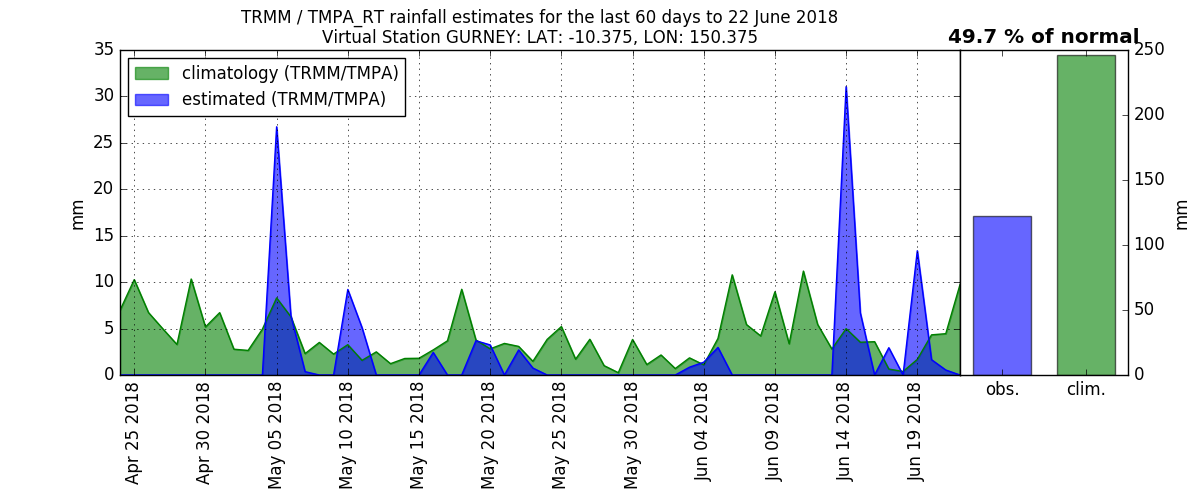 TRMM / TMPA_RT rainfall estimates for the last 60 days to 22 June 2018
Virtual Station GURNEY: LAT: -10.375, LON: 150.375
49.7 % of normal
climatology (TRMM/TMPA)
estimated (TRMM/TMPA)
35
30
25
20
15
10
5
0
mm
Apr 25 2018
Apr 30 2018
May 05 2018
May 10 2018
May 15 2018
May 20 2018
May 25 2018
May 30 2018
Jun 04 2018
Jun 09 2018
Jun 14 2018
Jun 19 2018
250
200
150
100
50
0
mm
obs.
clim.